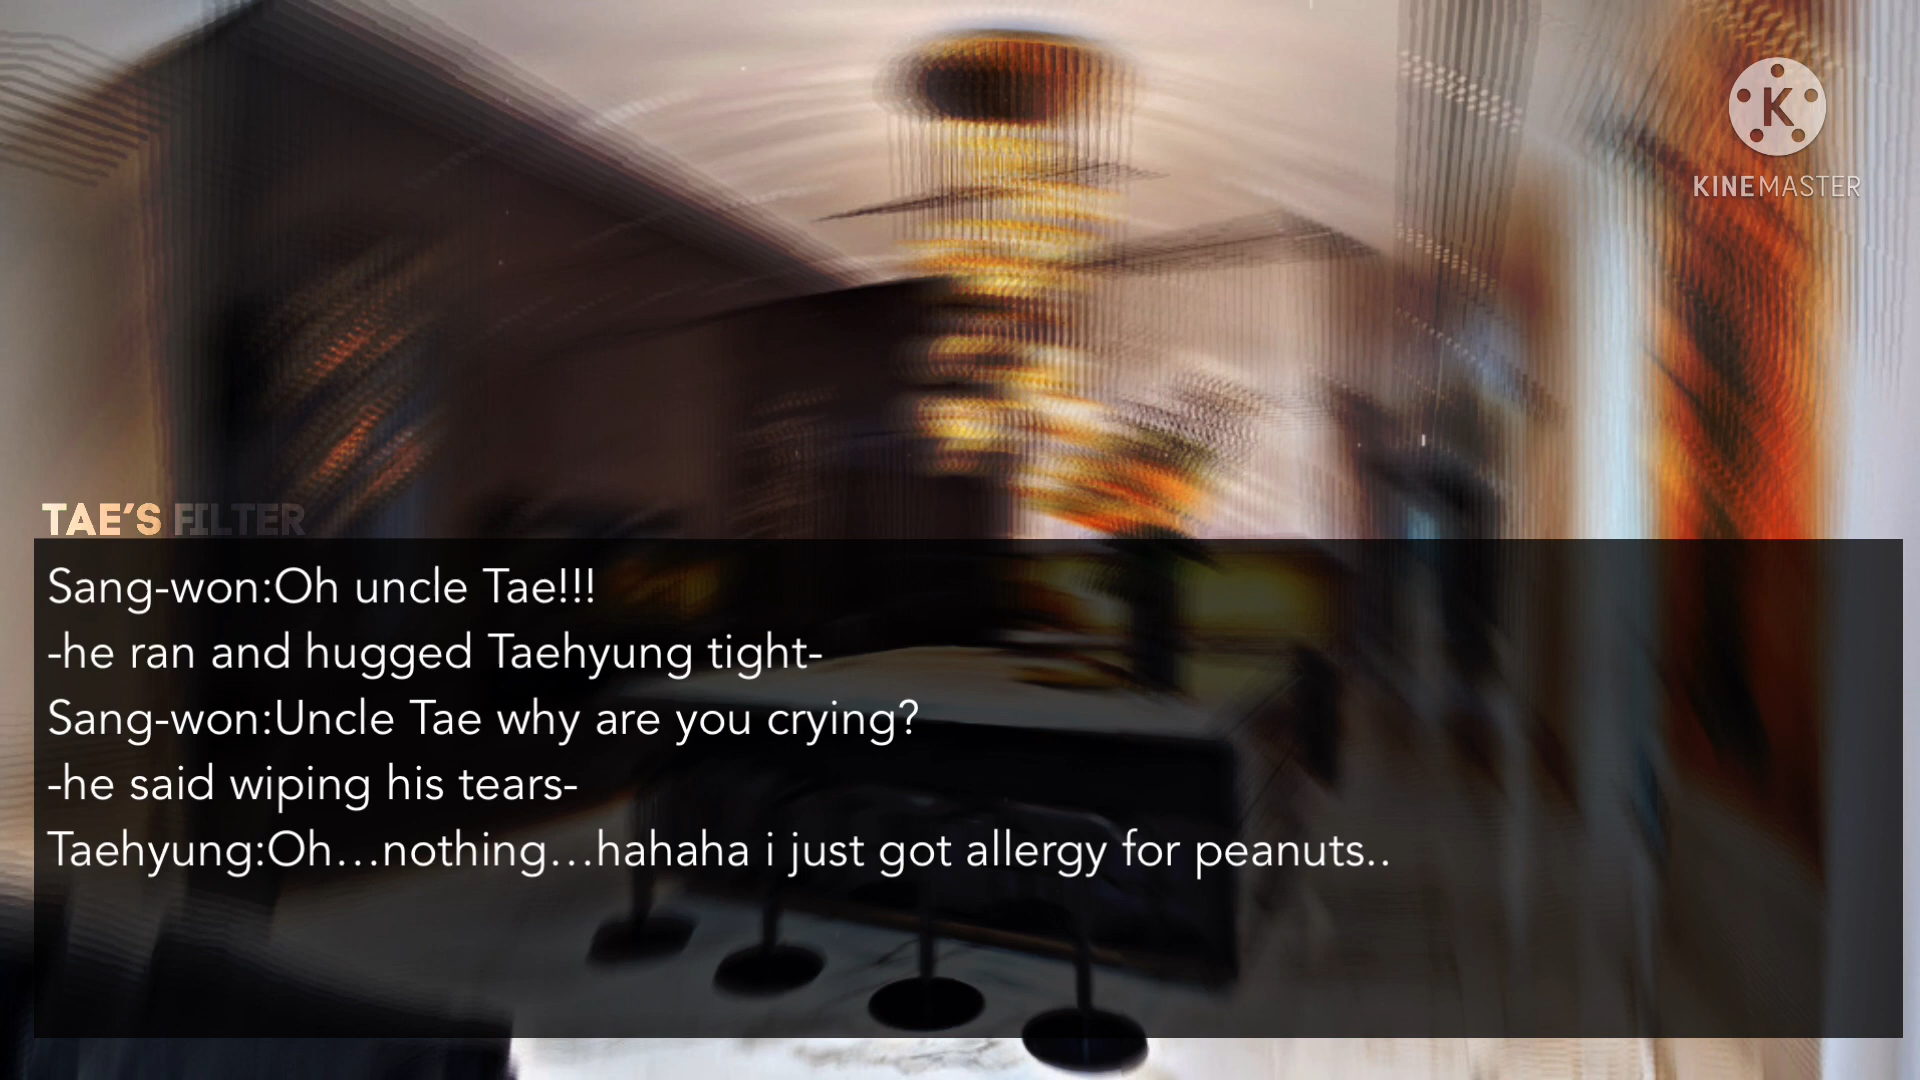 KINEMASTER
TAE'S FILTER
Sang-won:Oh uncle Tae!!!
-he ran and hugged Taehyung tight-
Sang-won:Uncle Tae why are you crying?
-he said wiping his tears-
Taehyung:Oh...nothing...hahaha i just got allergy for peanuts..